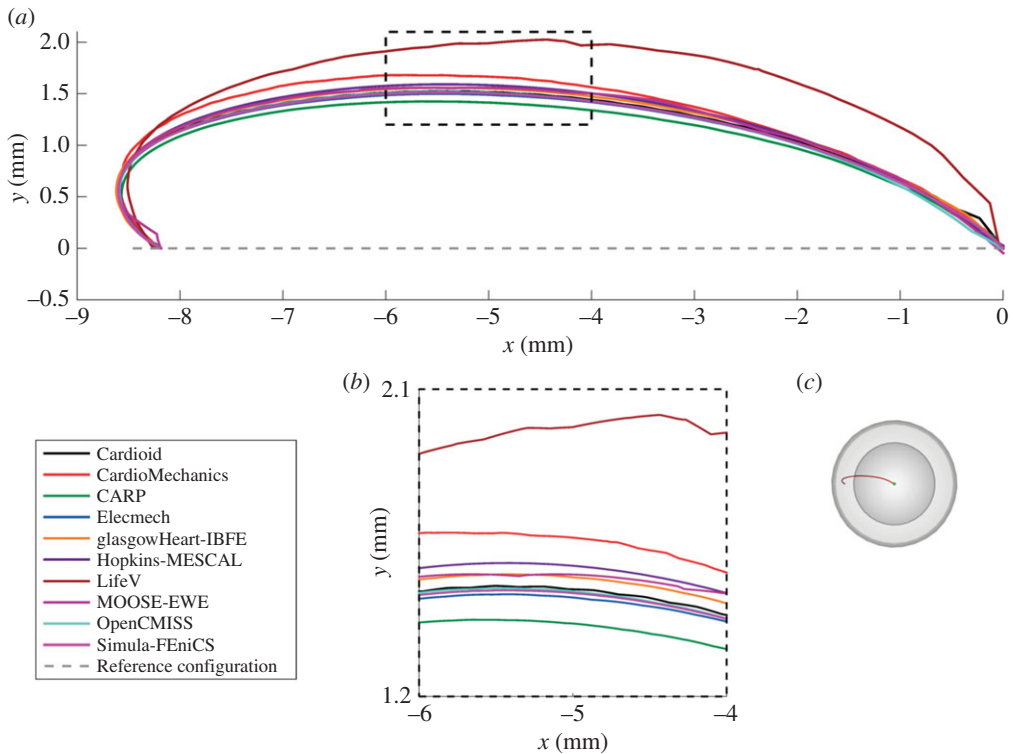 (a)
2.0
1.5
1.0
0.5
0
–0.5
y (mm)
–9 –8 –7 –6 –5 –4 –3 –2 –1 0
x (mm)
(b) (c)
2.1
1.2
y (mm)
–6 –5 –4
x (mm)
Cardioid
CardioMechanics
CARP
Elecmech
glasgowHeart-IBFE
Hopkins-MESCAL
LifeV
MOOSE-EWE
OpenCMISS
Simula-FEniCS
Reference configuration